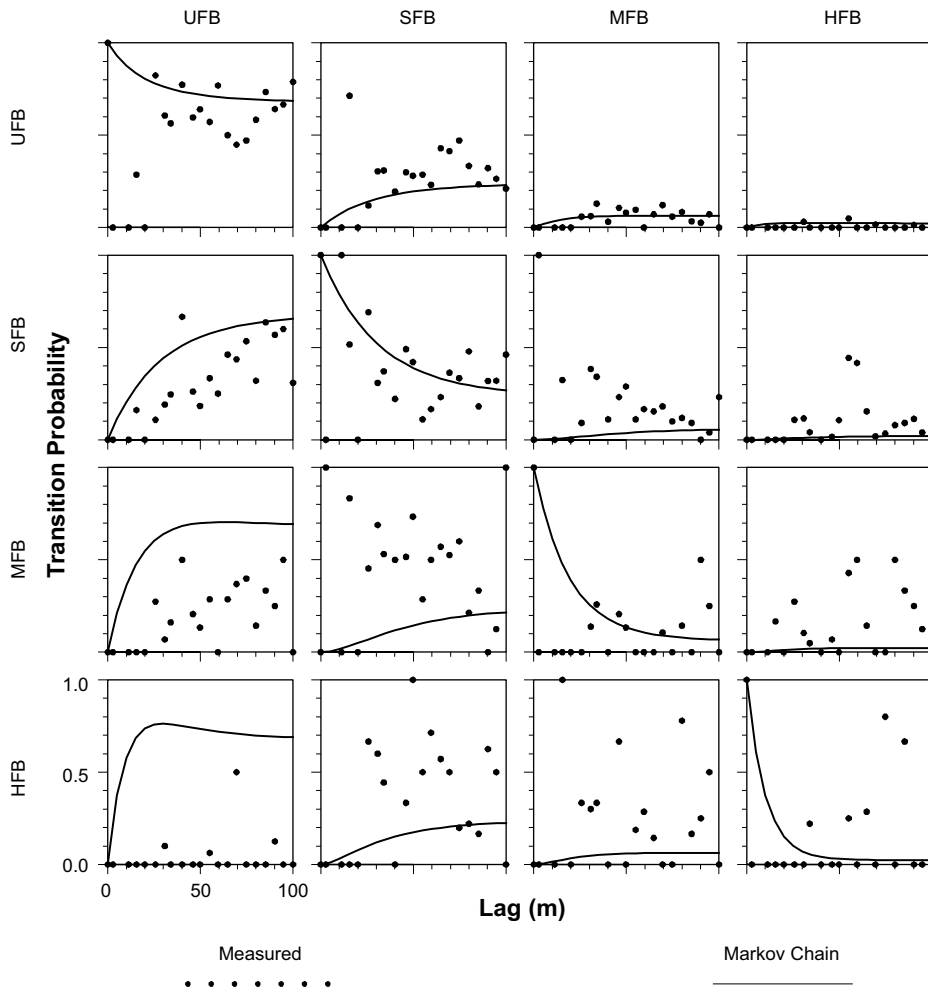 UFB SFB MFB HFB
UFB
SFB
MFB
HFB
Transition Probability
1.0
0.5
0.0
0 50 100
Lag (m)
Measured Markov Chain